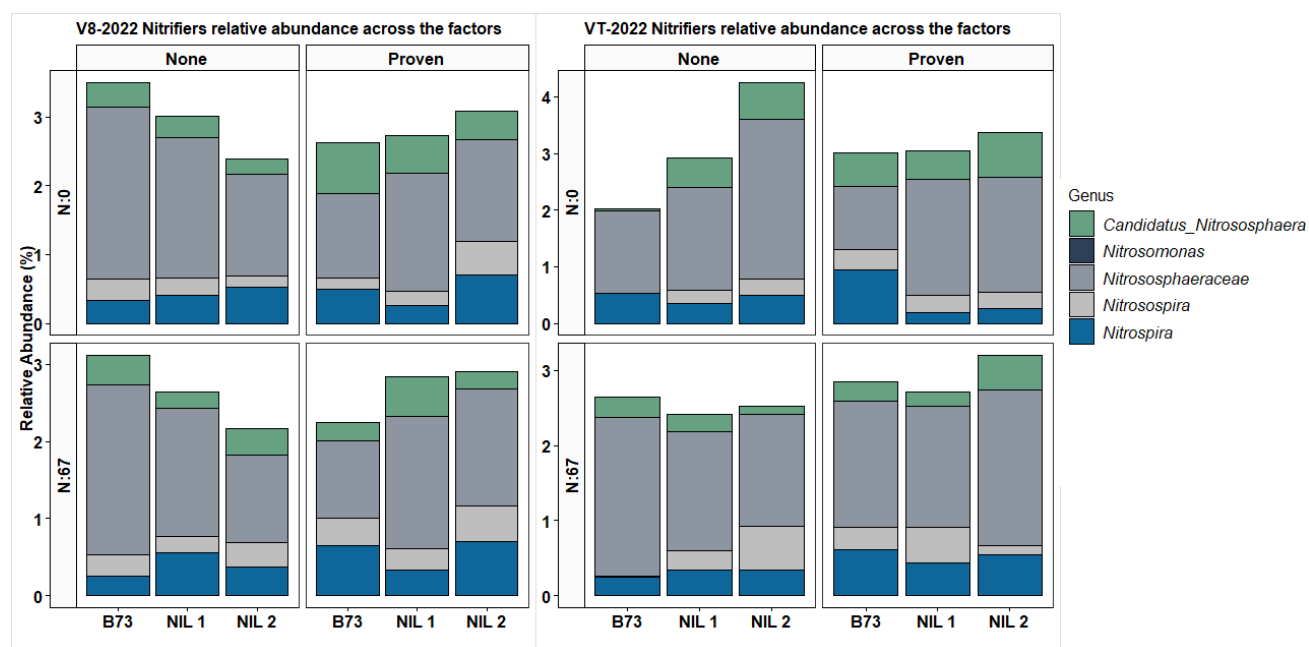 V8-2022 Nitrifiers relative abundance across the factors
VT-2022 Nitrifiers relative abundance across the factors
None
Proven
None
Proven
Relative Abundance (%)
N:0
3
2
1
0
N:0
4
3
2
1
0
N:67
3
2
1
0
N:67
3
2
1
0
B73 NIL 1 NIL 2
B73 NIL 1 NIL 2
B73 NIL 1 NIL 2
B73 NIL 1 NIL 2
Genus
Candidatus_Nitrososphaera
Nitrosomonas
Nitrososphaeraceae
Nitrosospira
Nitrospira